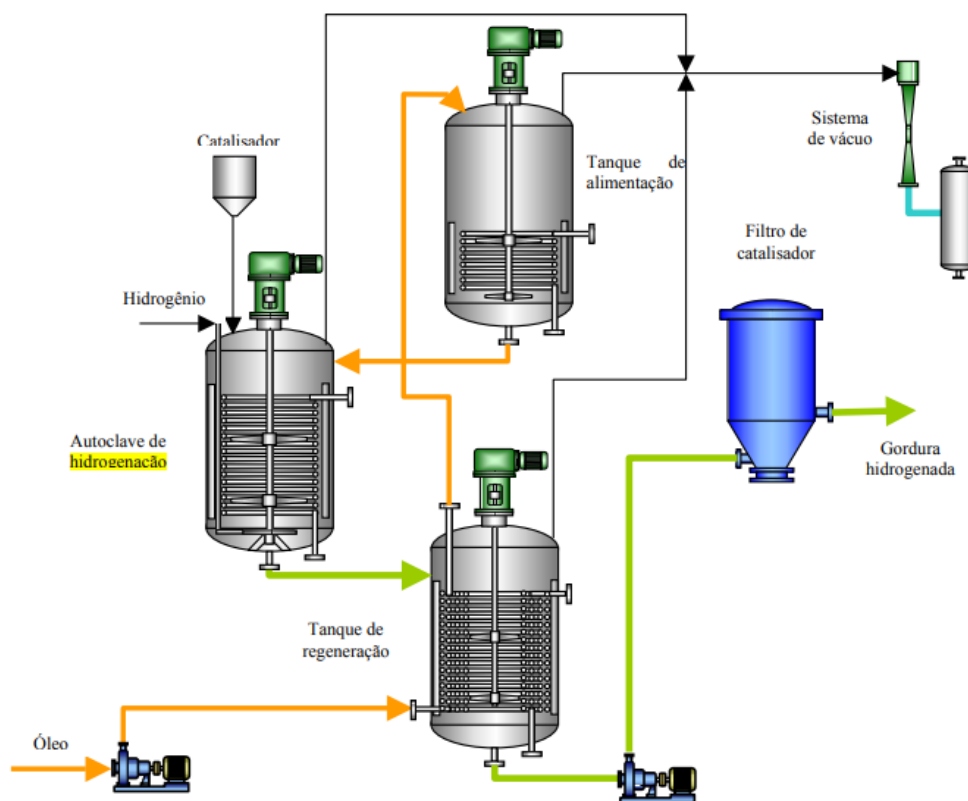 Catalisador
Hidrogênio
Autoclave de
hidrogenação
Tanque de
alimentação
Sistema
de vácuo
Filtro de
catalisador
Gordura
hidrogenada
Tanque de
regeneração
Óleo